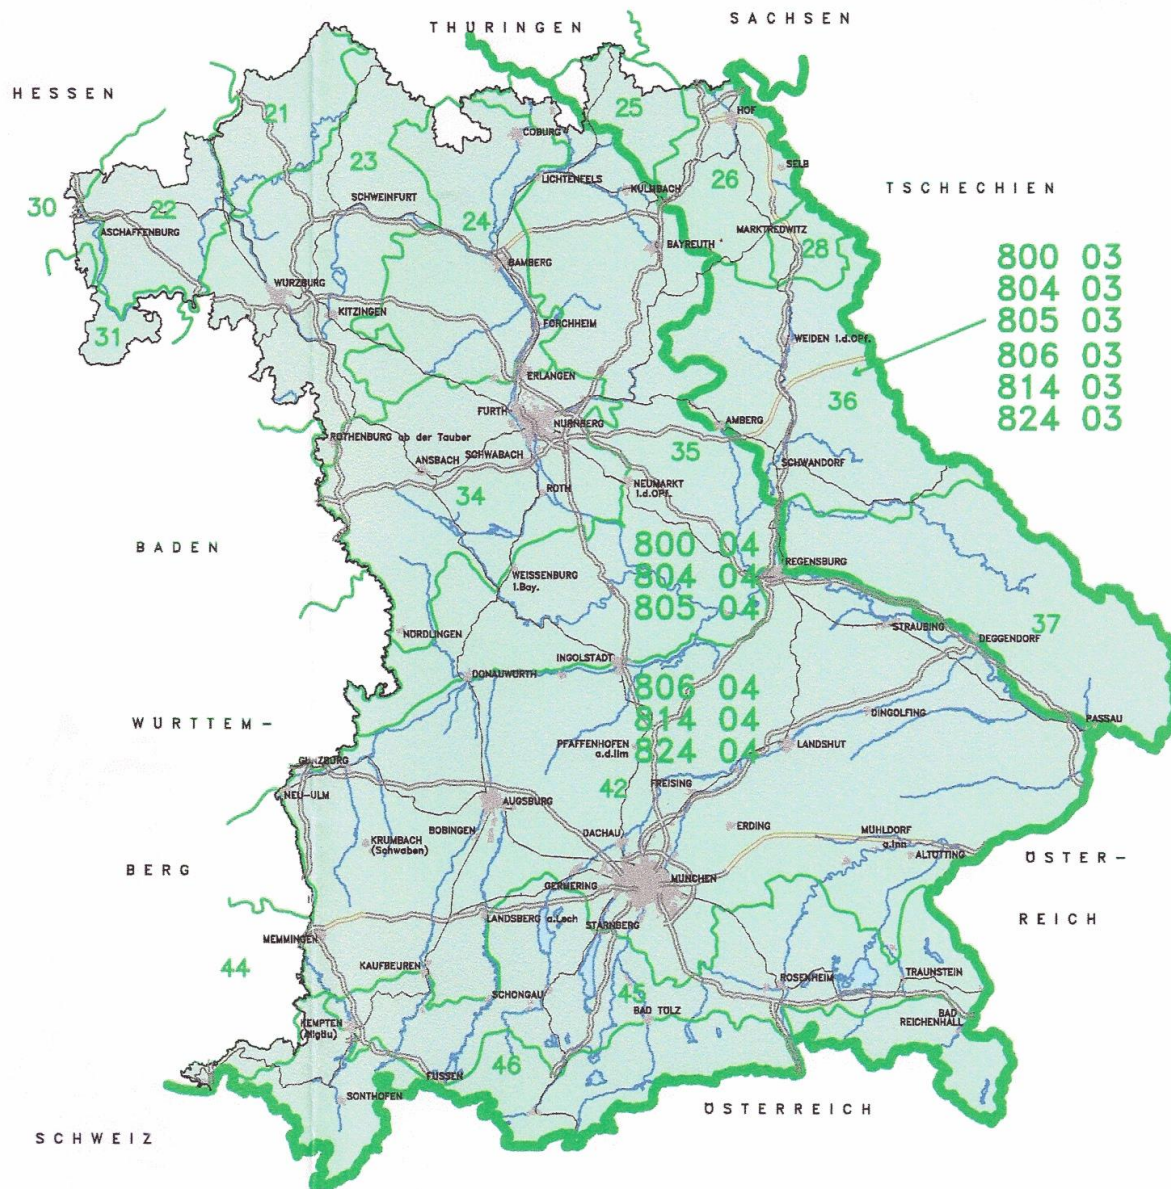 SACHSEN
THÜRINGEN
HESSEN
25
21
HOF
COBURG
23
SELB
LICHTENFELS
KULMBACH
26
TSCHECHIEN
SCHWEINFURT
30
22
24
ASCHAFFENBURG
MARKTREDWITZ
28
BAYREUTH
800 03
BAMBERG
804 03
WÜRZBURG
KITZINGEN
805 03
FORCHHEIM
31
WEIDEN i.d.OPf.
806 03
ERLANGEN
814 03
36
FÜRTH
824 03
NÜRNBERG
AMBERG
ROTHENBURG ob der Tauber
35
SCHWABACH
ANSBACH
SCHWANDORF
NEUMARKT
i.d.OPf.
34
ROTH
BADEN
800 04
REGENSBURG
WEISSENBURG
i.Bay.
804 04
805 04
STRAUBING
37
NÖRDLINGEN
DEGGENDORF
INGOLSTADT
DONAUWÖRTH
806 04
DINGOLFING
WÜRTTEM-
814 04
PASSAU
PFAFFENHOFEN
a.d.Ilm
824 04
LANDSHUT
GÜNZBURG
FREISING
42
NEU-ULM
AUGSBURG
BOBINGEN
DACHAU
ERDING
MÜHLDORF
a.Inn
KRUMBACH
(Schwaben)
ALTÖTTING
ÖSTER-
BERG
GERMERING
MÜNCHEN
LANDSBERG a.Lech
STARNBERG
REICH
MEMMINGEN
44
KAUFBEUREN
TRAUNSTEIN
ROSENHEIM
45
SCHONGAU
BAD TÖLZ
BAD
REICHENHALL
KEMPTEN
(Allgäu)
46
FÜSSEN
SONTHOFEN
ÖSTERREICH
SCHWEIZ